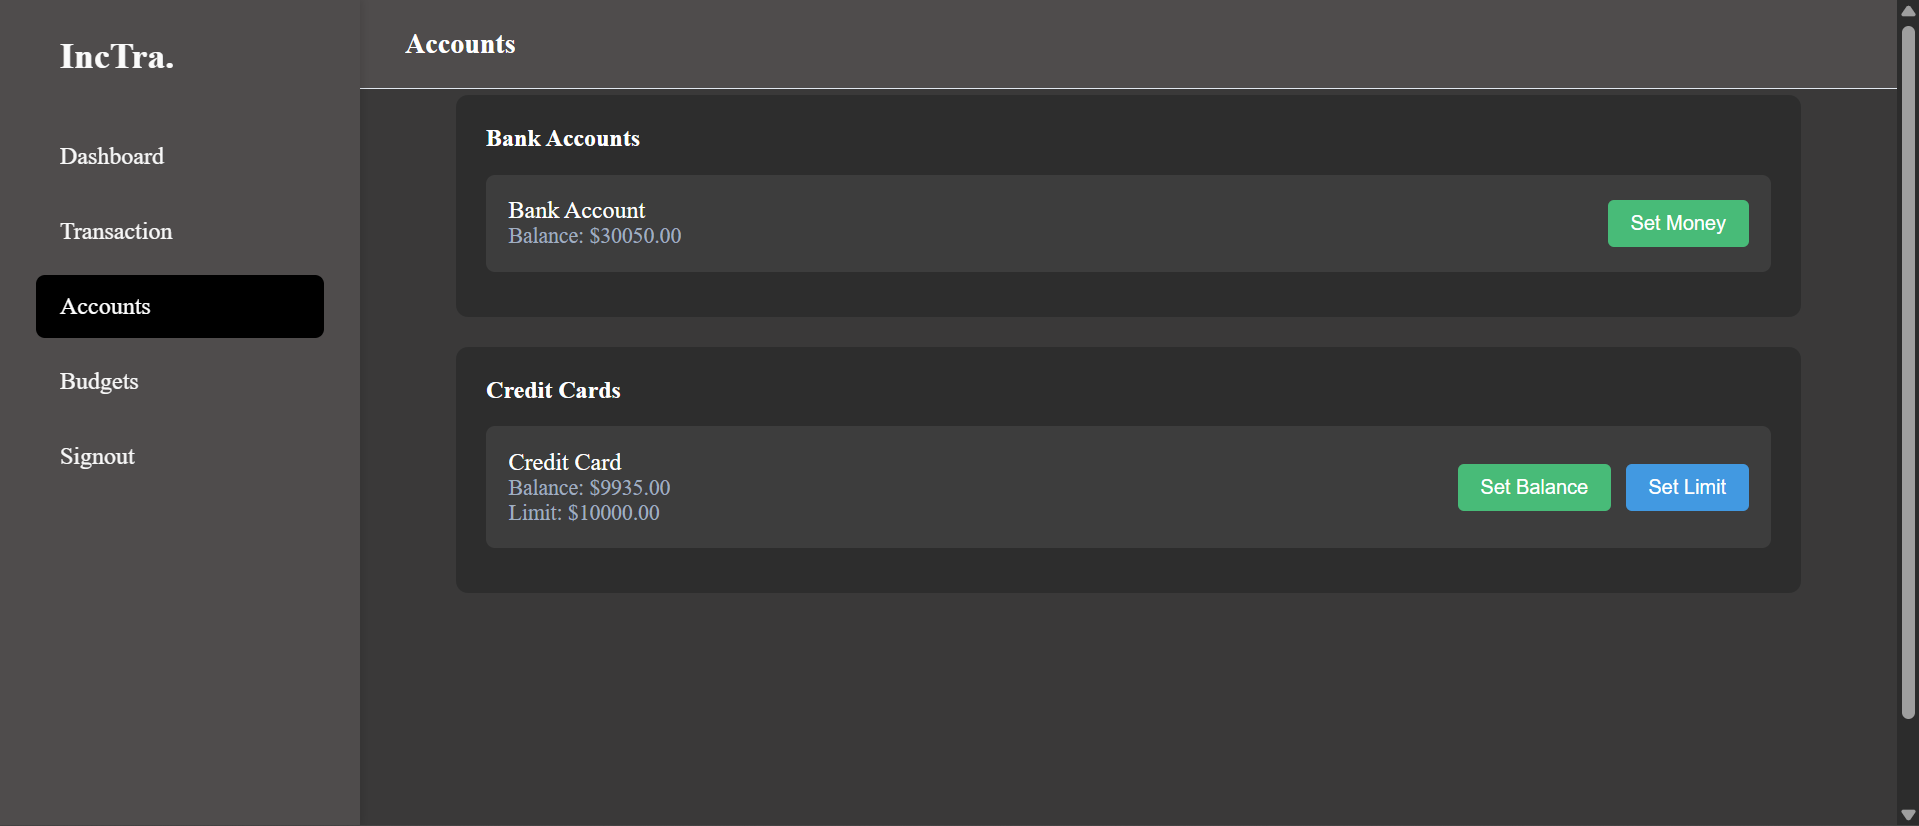 IncTra.
Dashboard
Transaction
Accounts
Budgets
Signout
Accounts
Bank Accounts
Bank Account
Balance: $30050.00
Set Money
Credit Cards
Credit Card
Balance: $9935.00
Limit: $10000.00
Set Balance
Set Limit